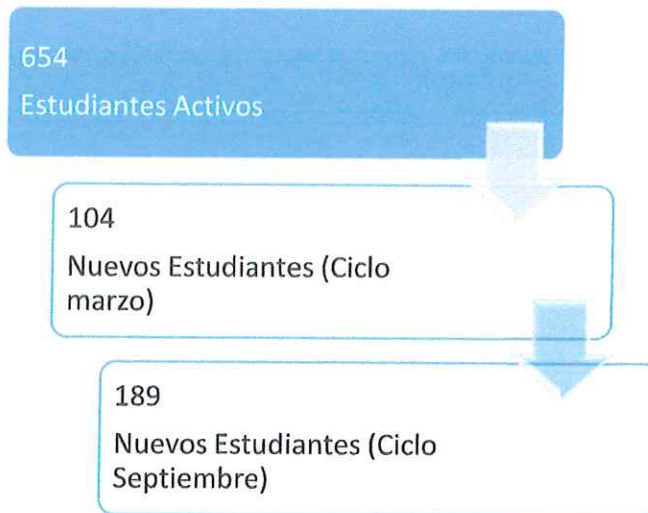 654
Estudiantes Activos
104
Nuevos Estudiantes (Ciclo
marzo)
189
Nuevos Estudiantes (Ciclo
Septiembre)